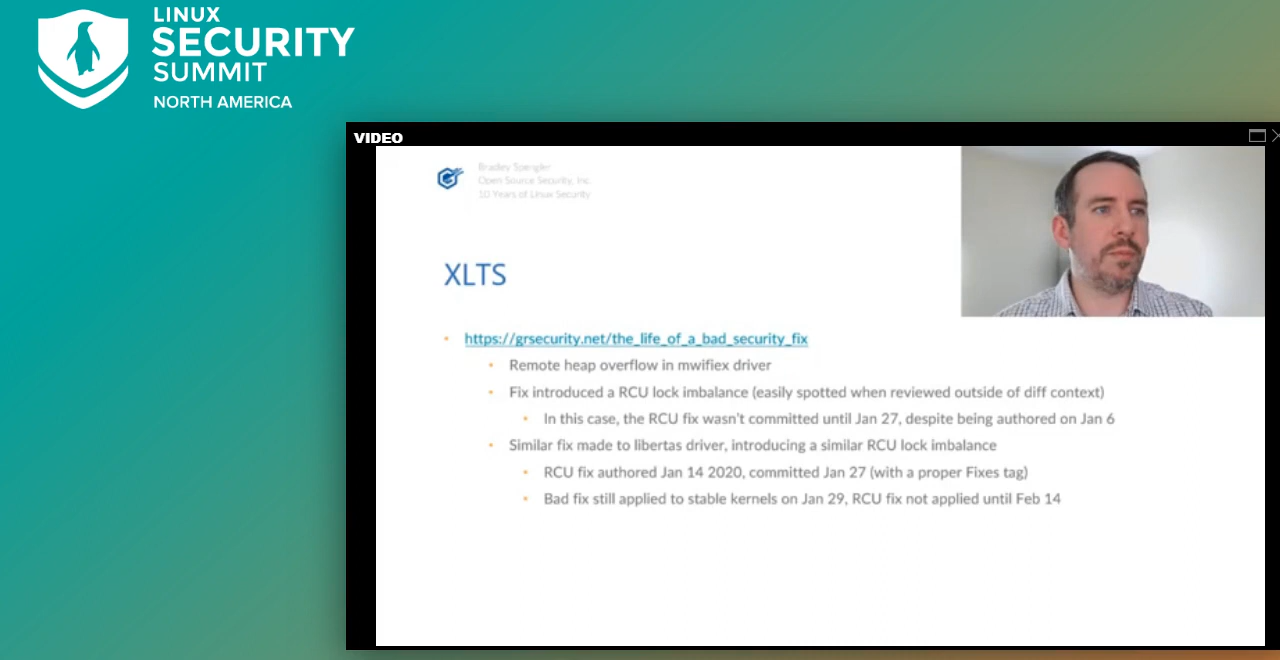 LINUX
SECURITY
SUMMIT
NORTH AMERICA
VIDEO
Bradley Spengler
Open Source Security, Inc.
10 Years of Linux Security
XLTS
https://grsecurity.net/the_life_of_a_bad_security_fix
Remote heap overflow in mwifiex driver
Fix introduced a RCU lock imbalance (easily spotted when reviewed outside of diff context)
In this case, the RCU fix wasn't committed until Jan 27, despite being authored on Jan 6
Similar fix made to libertas driver, introducing a similar RCU lock imbalance
RCU fix authored Jan 14 2020, committed Jan 27 (with a proper Fixes tag)
Bad fix still applied to stable kernels on Jan 29, RCU fix not applied until Feb 14